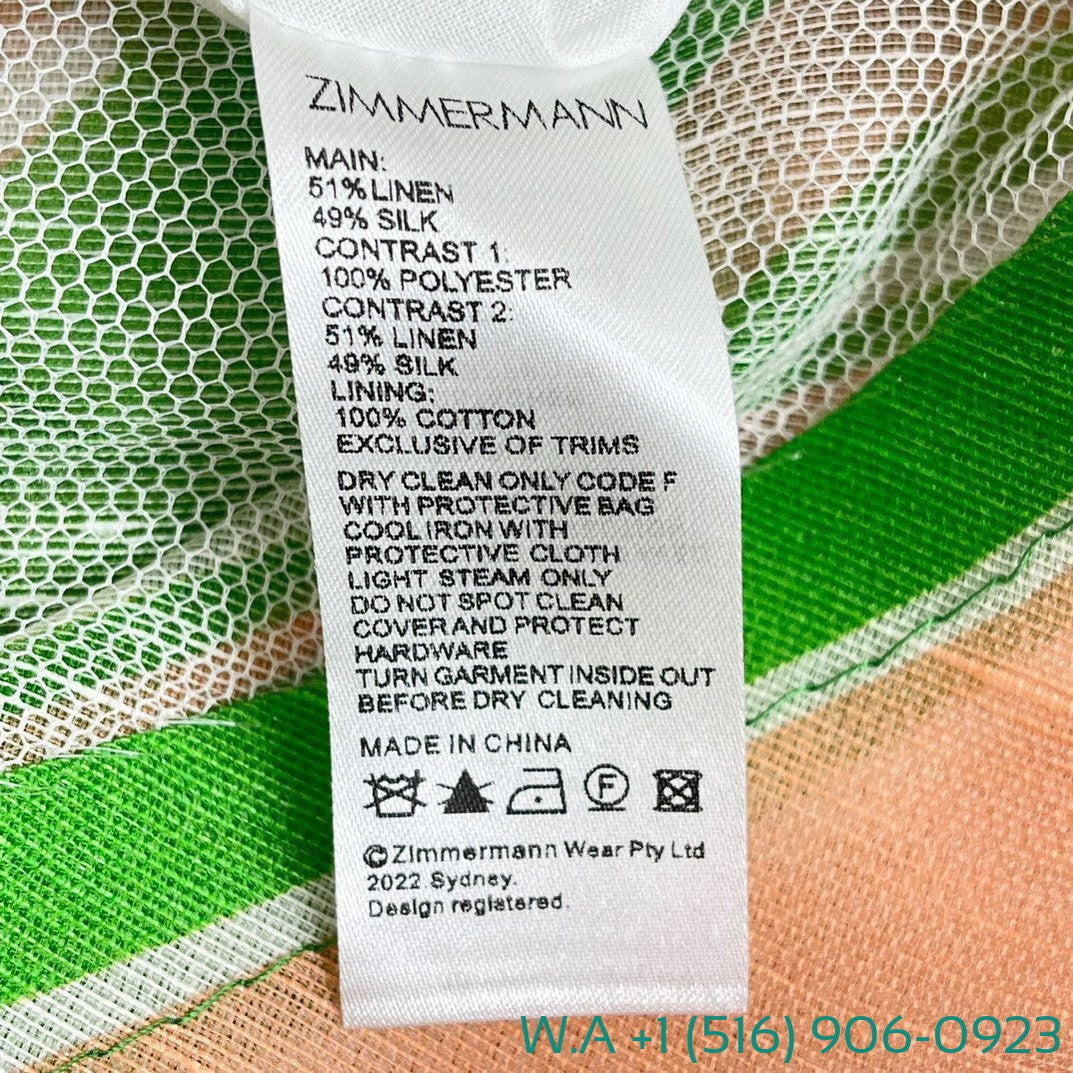 ZIMMERMANN
MAIN:
51% LINEN
49% SILK
CONTRAST 1:
100% POLYESTER
CONTRAST 2:
51% LINEN
49% SILK
LINING:
100% COTTON
EXCLUSIVE OF TRIMS
DRY CLEAN ONLY CODE F
WITH PROTECTIVE BAG
COOL IRON WITH
PROTECTIVE CLOTH
LIGHT STEAM ONLY
DO NOT SPOT CLEAN
COVER AND PROTECT
HARDWARE
TURN GARMENT INSIDE OUT
BEFORE DRY CLEANING
MADE IN CHINA
F
©Zimmermann Wear Pty Ltd
2022 Sydney.
Design registered.
W.A +1 (516) 906-0923